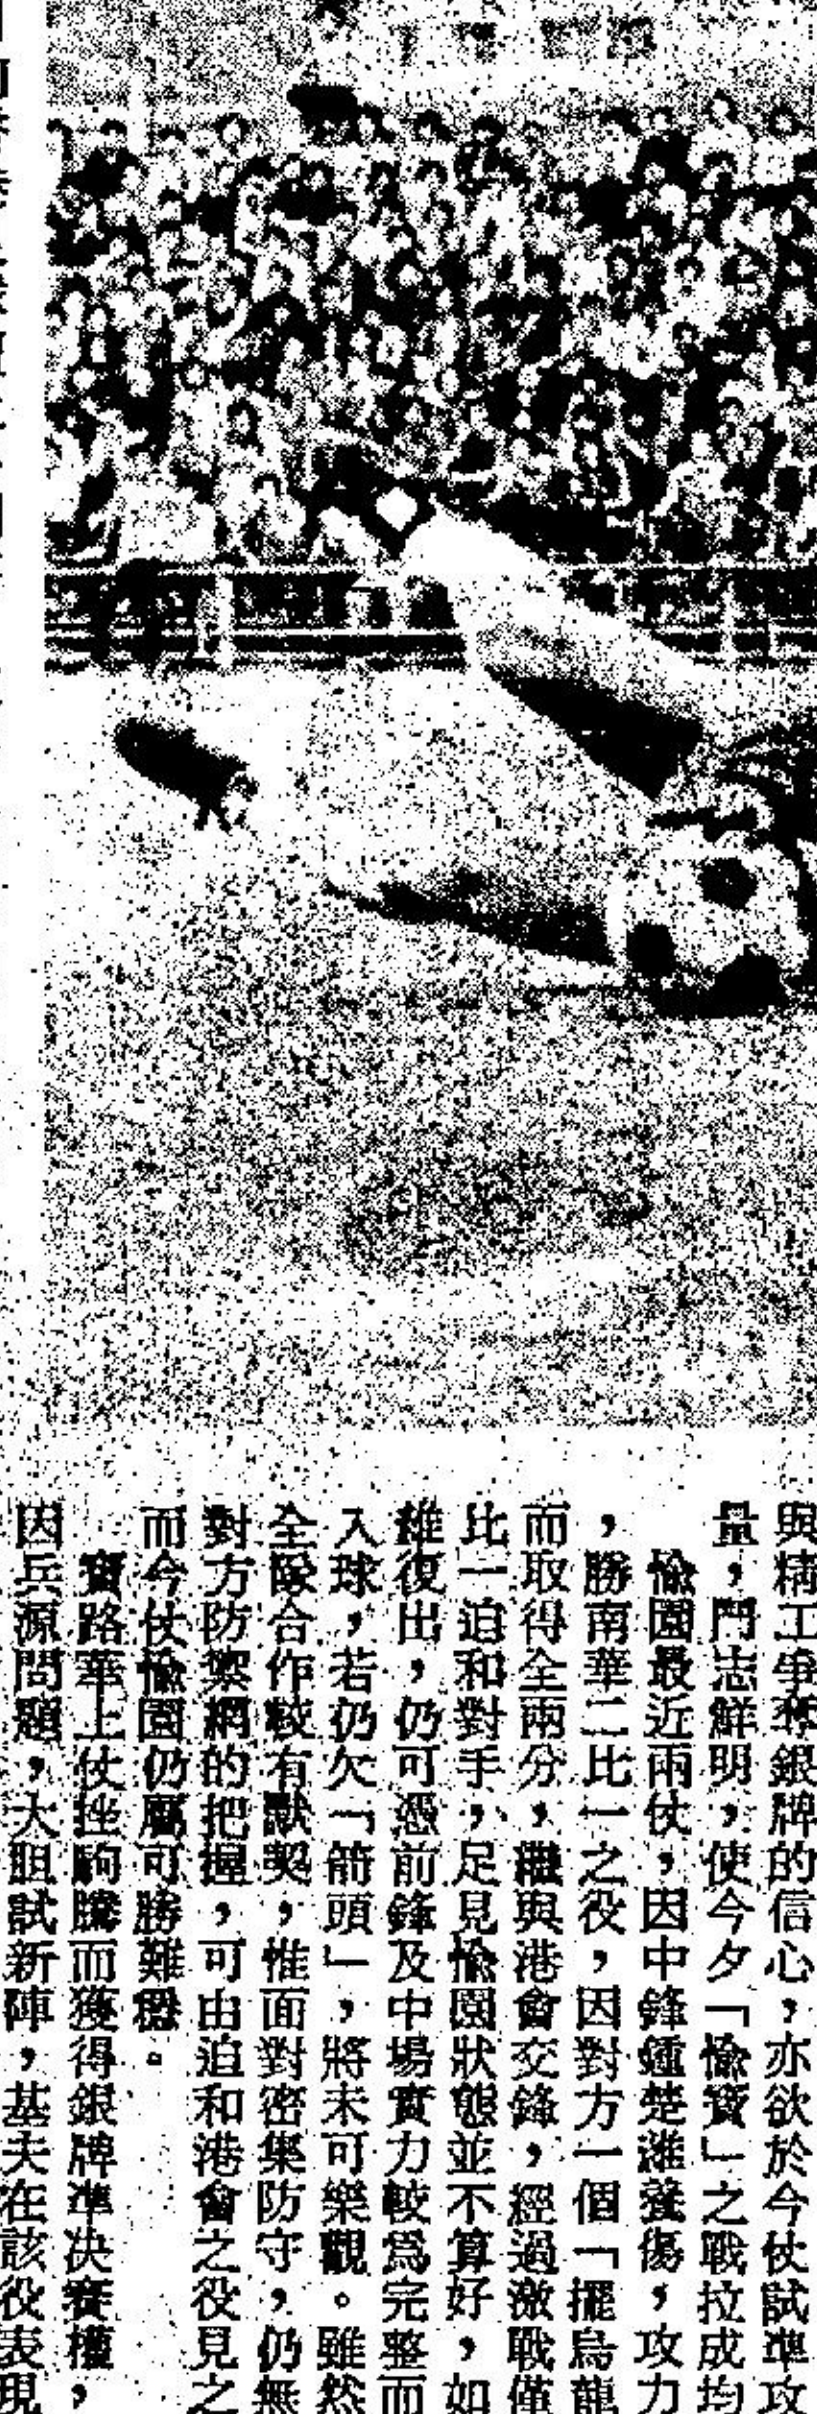 與精工爭奪銀牌的信心，亦欲於今仗試準攻
量，鬥志鮮明，使今夕「愉寶」之戰拉成均
愉園最近兩仗，因中鋒鍾楚維養傷，攻力
，勝南華二比一之役，因對方一個「擺烏龍
而取得全兩分，繼與港會交鋒，經過激戰僅
比一迫和對手，足見愉園狀態並不算好，如
維復出，仍可憑前鋒及中場實力較為完整而
入球，若仍欠「箭頭」，將未可樂觀。雖然
全隊合作較有默契，惟面對密集防守，仍無
對方防禦網的把握，可由迫和港會之役見之
而今仗愉園仍屬可勝難穩。
寶路華上仗挫駒騰而獲得銀牌準決賽權，
因兵源問題，大胆試新陣，基夫在該役表現